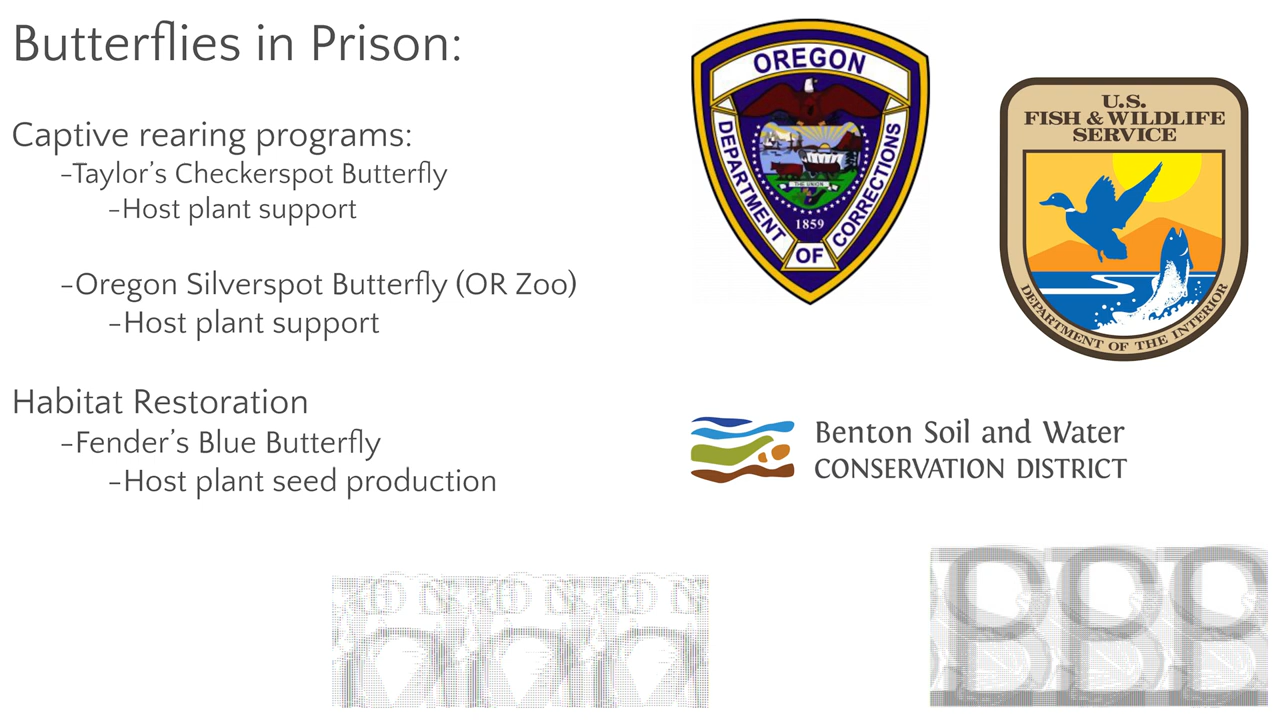 Butterflies in Prison:
Captive rearing programs:
-Taylor's Checkerspot Butterfly
-Host plant support
-Oregon Silverspot Butterfly (OR Zoo)
-Host plant support
Habitat Restoration
-Fender's Blue Butterfly
-Host plant seed production
OREGON
DEPARTMENT
OF
CORRECTIONS
THE UNION
1859
U.S.
FISH & WILDLIFE
SERVICE
DEPARTMENT OF THE INTERIOR
Benton Soil and Water
CONSERVATION DISTRICT